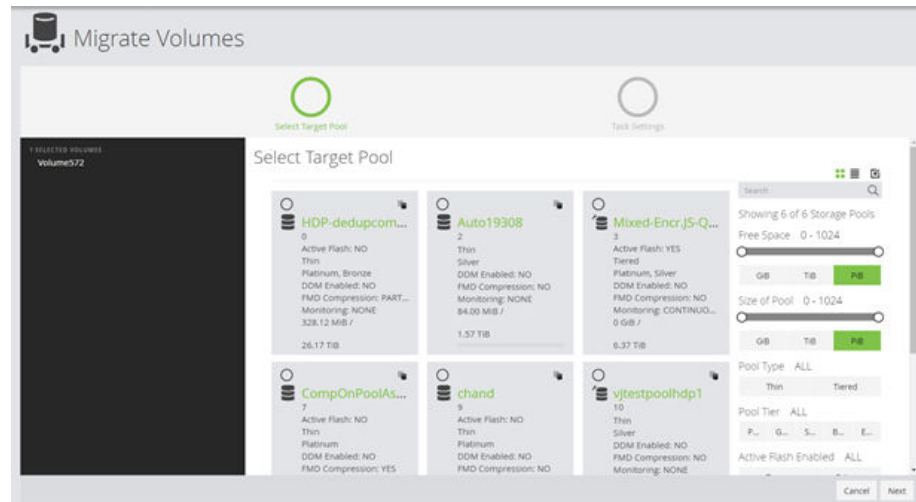 Migrate Volumes
Select Target Pool
Task Settings
1 SELECTED VOLUMES
Volume572
Select Target Pool
HDP-dedupcom...
0
Active Flash: NO
Thin
Platinum, Bronze
DDM Enabled: NO
FMD Compression: PART...
Monitoring: NONE
328.12 MiB /
26.17 TiB
Auto19308
2
Thin
Silver
DDM Enabled: NO
FMD Compression: NO
Monitoring: NONE
84.00 MiB /
1.57 TiB
Mixed-Encr.JS-Q...
3
Active Flash: YES
Tiered
Platinum, Silver
DDM Enabled: NO
FMD Compression: NO
Monitoring: CONTINUO...
0 GiB /
6.37 TiB
CompOnPoolAs...
7
Active Flash: NO
Thin
Platinum
DDM Enabled: NO
FMD Compression: YES
chand
9
Active Flash: NO
Thin
Platinum
DDM Enabled: NO
FMD Compression: NO
vjtestpoolhdp1
10
Thin
Silver
DDM Enabled: NO
FMD Compression: NO
Monitoring: NONE
Search
Showing 6 of 6 Storage Pools
Free Space 0 - 1024
GiB TiB PiB
Size of Pool 0 - 1024
GiB TiB PiB
Pool Type ALL
Thin Tiered
Pool Tier ALL
P... G... S... B... E...
Active Flash Enabled ALL
Cancel Next